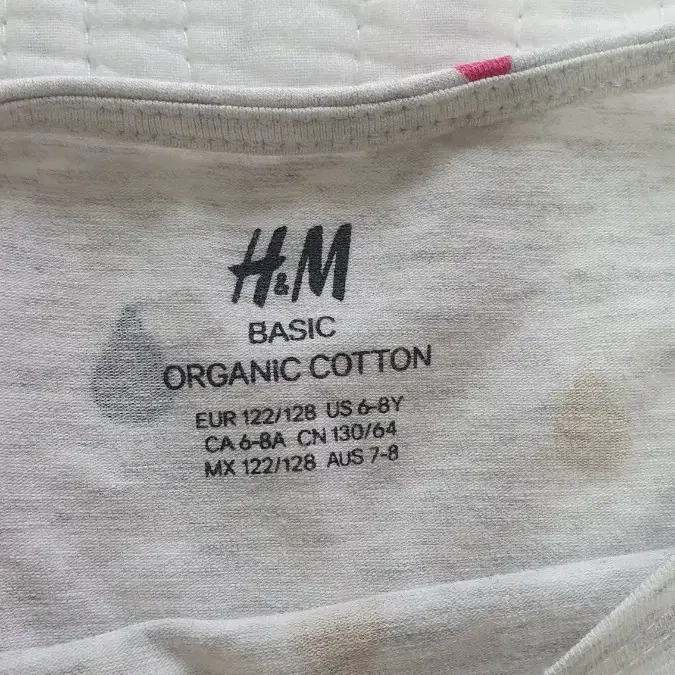 H&M
BASIC
ORGANIC COTTON
EUR 122/128 US 6-8Y
CA 6-8A CN 130/64
MX 122/128 AUS 7-8